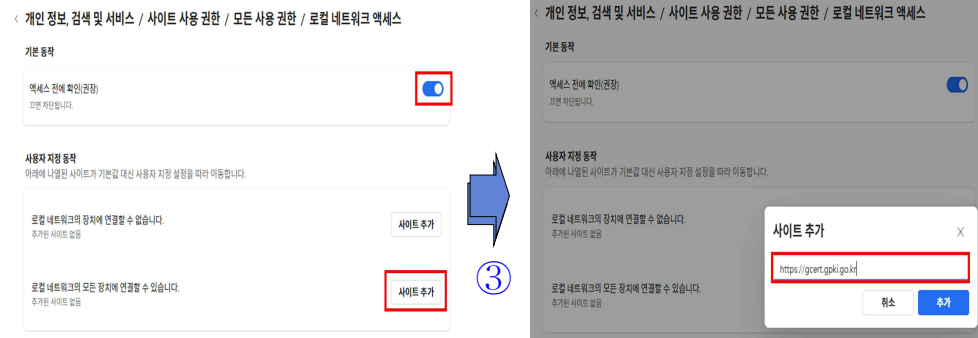 < 개인 정보, 검색 및 서비스 / 사이트 사용 권한 / 모든 사용 권한 / 로컬 네트워크 액세스
기본 동작
액세스 전에 확인(권장)
끄면 차단됩니다.
사용자 지정 동작
아래에 나열된 사이트가 기본값 대신 사용자 지정 설정을 따라 이동합니다.
로컬 네트워크의 장치에 연결할 수 없습니다.
추가된 사이트 없음
사이트 추가
로컬 네트워크의 모든 장치에 연결할 수 있습니다.
추가된 사이트 없음
사이트 추가
③
< 개인 정보, 검색 및 서비스 / 사이트 사용 권한 / 모든 사용 권한 / 로컬 네트워크 액세스
기본 동작
액세스 전에 확인(권장)
끄면 차단됩니다.
사용자 지정 동작
아래에 나열된 사이트가 기본값 대신 사용자 지정 설정을 따라 이동합니다.
로컬 네트워크의 장치에 연결할 수 없습니다.
추가된 사이트 없음
로컬 네트워크의 모든 장치에 연결할 수 있습니다.
추가된 사이트 없음
사이트 추가
https://gcert.gpki.go.kr
취소
추가